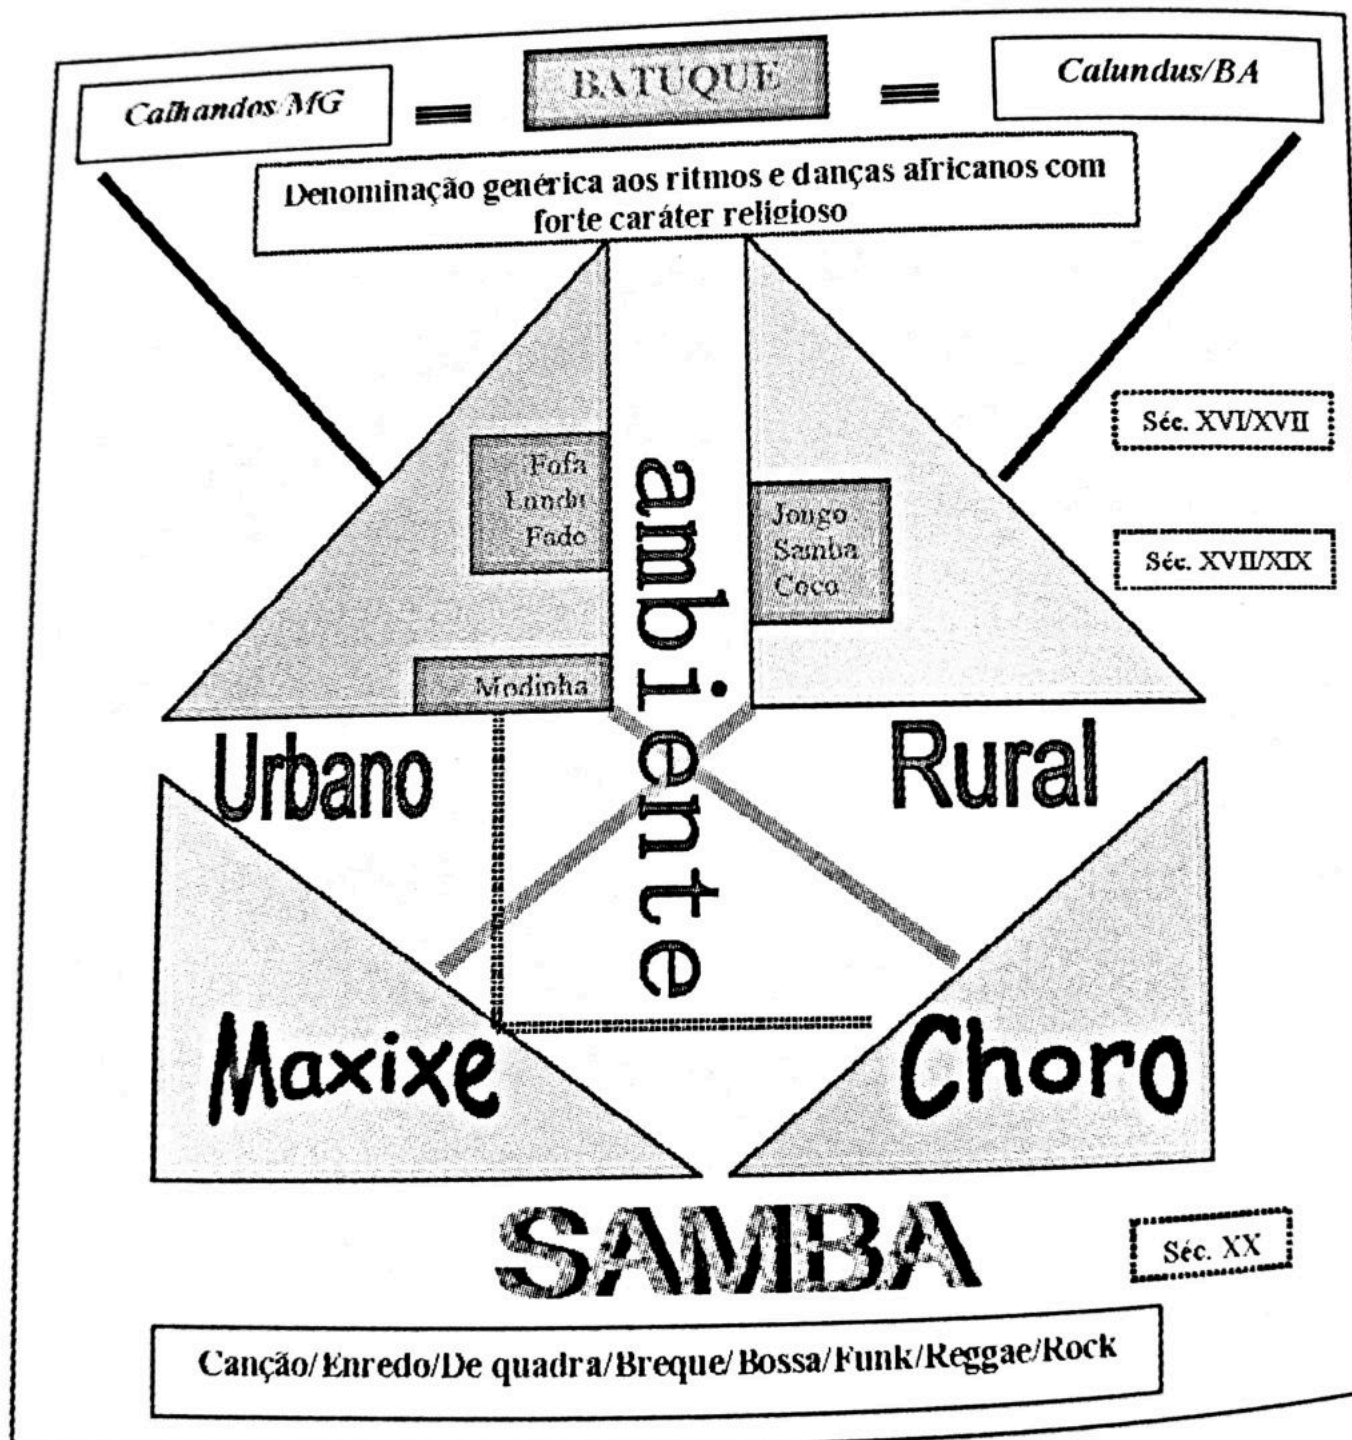 Calhandos/MG
BATUQUE
Calundus/BA
Denominação genérica aos ritmos e danças africanos com
forte caráter religioso
Séc. XVI/XVII
Fofa
Lundu
Fado
Jongo
Samba
Coco
Séc. XVII/XIX
Modinha
ambiente
Urbano
Rural
Maxixe
Choro
SAMBA
Séc. XX
Canção/Enredo/De quadra/Breque/Bossa/Funk/Reggae/Rock